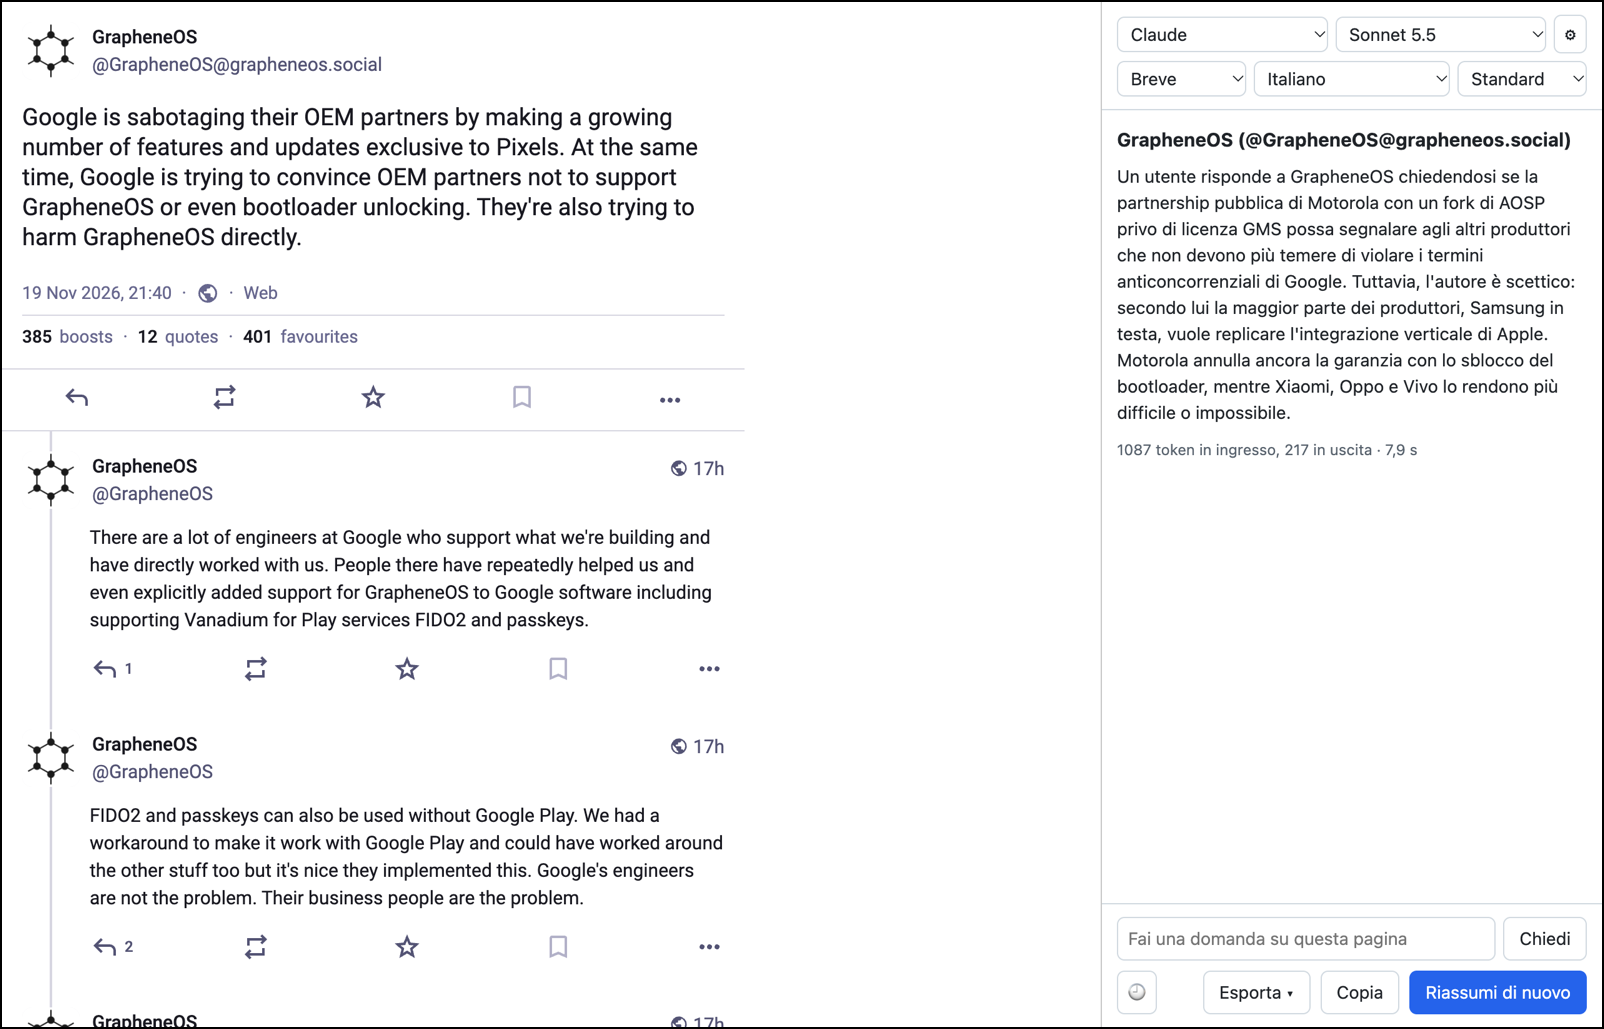 GrapheneOS
@GrapheneOS@grapheneos.social
Google is sabotaging their OEM partners by making a growing
number of features and updates exclusive to Pixels. At the same
time, Google is trying to convince OEM partners not to support
GrapheneOS or even bootloader unlocking. They're also trying to
harm GrapheneOS directly.
19 Nov 2026, 21:40 · Web
385 boosts · 12 quotes · 401 favourites
GrapheneOS
17h
@GrapheneOS
There are a lot of engineers at Google who support what we're building and
have directly worked with us. People there have repeatedly helped us and
even explicitly added support for GrapheneOS to Google software including
supporting Vanadium for Play services FIDO2 and passkeys.
1
GrapheneOS
17h
@GrapheneOS
FIDO2 and passkeys can also be used without Google Play. We had a
workaround to make it work with Google Play and could have worked around
the other stuff too but it's nice they implemented this. Google's engineers
are not the problem. Their business people are the problem.
2
GrapheneOS
17h
Claude
Sonnet 5.5
Breve
Italiano
Standard
GrapheneOS (@GrapheneOS@grapheneos.social)
Un utente risponde a GrapheneOS chiedendosi se la
partnership pubblica di Motorola con un fork di AOSP
privo di licenza GMS possa segnalare agli altri produttori
che non devono più temere di violare i termini
anticoncorrenziali di Google. Tuttavia, l'autore è scettico:
secondo lui la maggior parte dei produttori, Samsung in
testa, vuole replicare l'integrazione verticale di Apple.
Motorola annulla ancora la garanzia con lo sblocco del
bootloader, mentre Xiaomi, Oppo e Vivo lo rendono più
difficile o impossibile.
1087 token in ingresso, 217 in uscita · 7,9 s
Fai una domanda su questa pagina
Chiedi
Esporta
Copia
Riassumi di nuovo